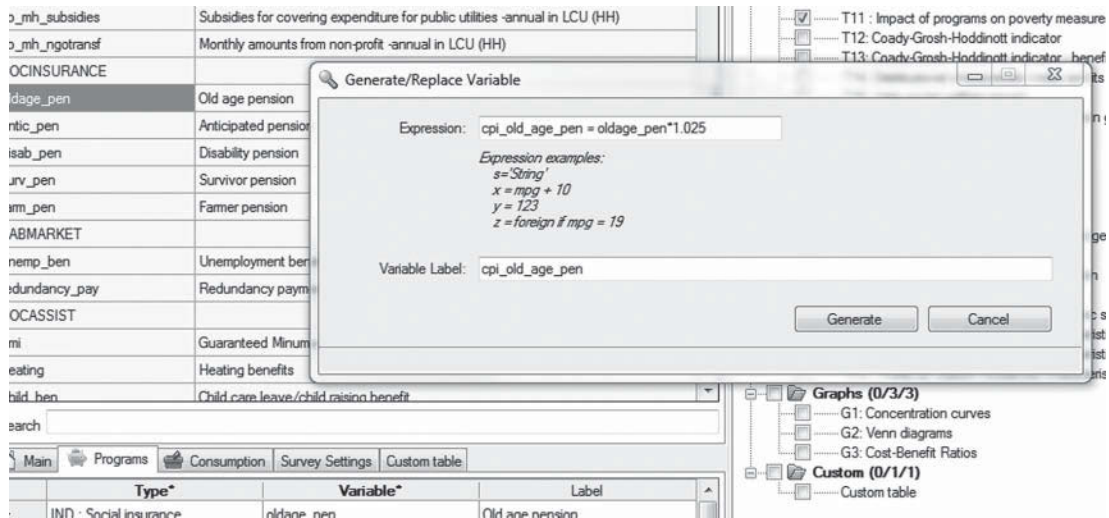 o_mh_subsidies Subsidies for covering expenditure for public utilities -annual in LCU (HH)
o_mh_ngotransf Monthly amounts from non-profit -annual in LCU (HH)
OCINSURANCE
ldage_pen Old age pension
ntic_pen Anticipated pension
isab_pen Disability pension
urv_pen Survivor pension
arm_pen Farmer pension
ABMARKET
nemp_ben Unemployment ben
edundancy_pay Redundancy paym
OCASSIST
mi Guaranteed Minum
eating Heating benefits
hild_ben Child care leave/child raising benefit
earch
T11 : Impact of programs on poverty measure
T12: Coady-Grosh-Hoddinott indicator
T13: Coady-Grosh-Hoddinott indicator benef
Generate/Replace Variable
Expression: cpi_old_age_pen = oldage_pen*1.025
Expression examples:
s='String'
x = mpg + 10
y = 123
z = foreign if mpg = 19
Variable Label: cpi_old_age_pen
Generate Cancel
Graphs (0/3/3)
G1: Concentration curves
G2: Venn diagrams
G3: Cost-Benefit Ratios
Custom (0/1/1)
Custom table
Main Programs Consumption Survey Settings Custom table
Type* Variable* Label
IND : Social insurance oldage_pen Old age pension